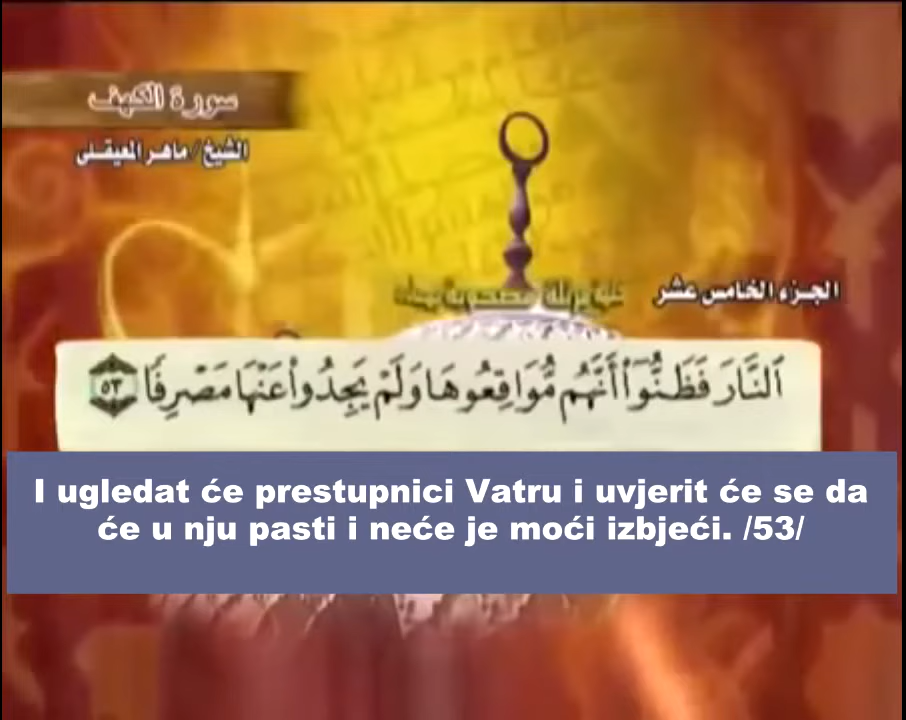 سورة الكهف
الشيخ / ماهر المعيقلي
الجزء الخامس عشر
ٱلنَّارَ فَظَنُّوٓا۟ أَنَّهُم مُّوَاقِعُوهَا وَلَمْ يَجِدُوا۟ عَنْهَا مَصْرِفًا ٥٣
I ugledat će prestupnici Vatru i uvjerit će se da
će u nju pasti i neće je moći izbjeći. /53/